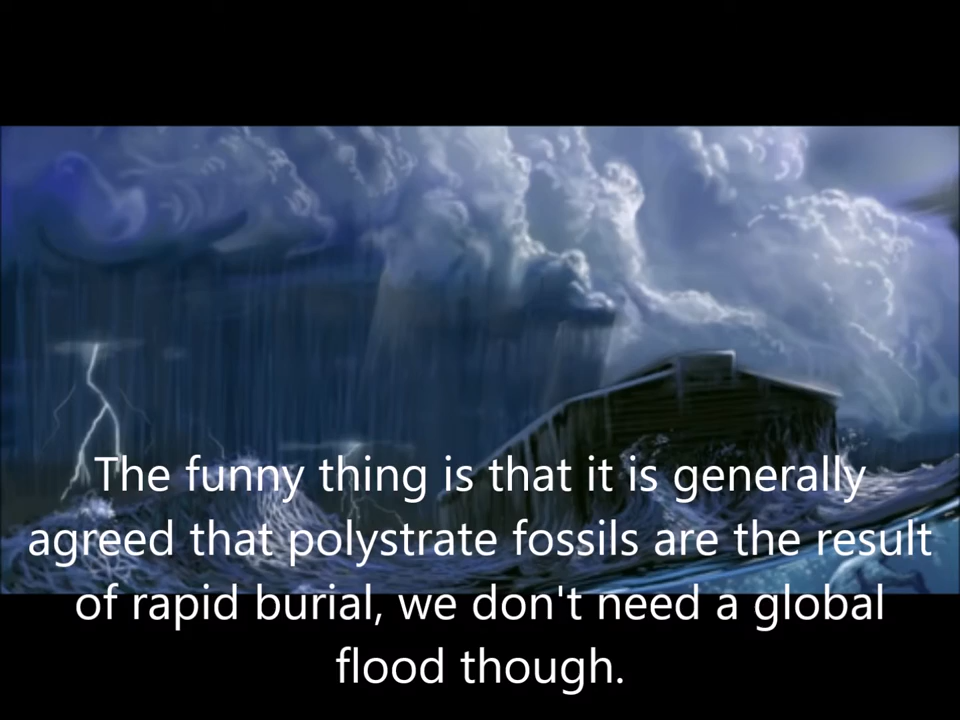 The funny thing is that it is generally
agreed that polystrate fossils are the result
of rapid burial, we don't need a global
flood though.